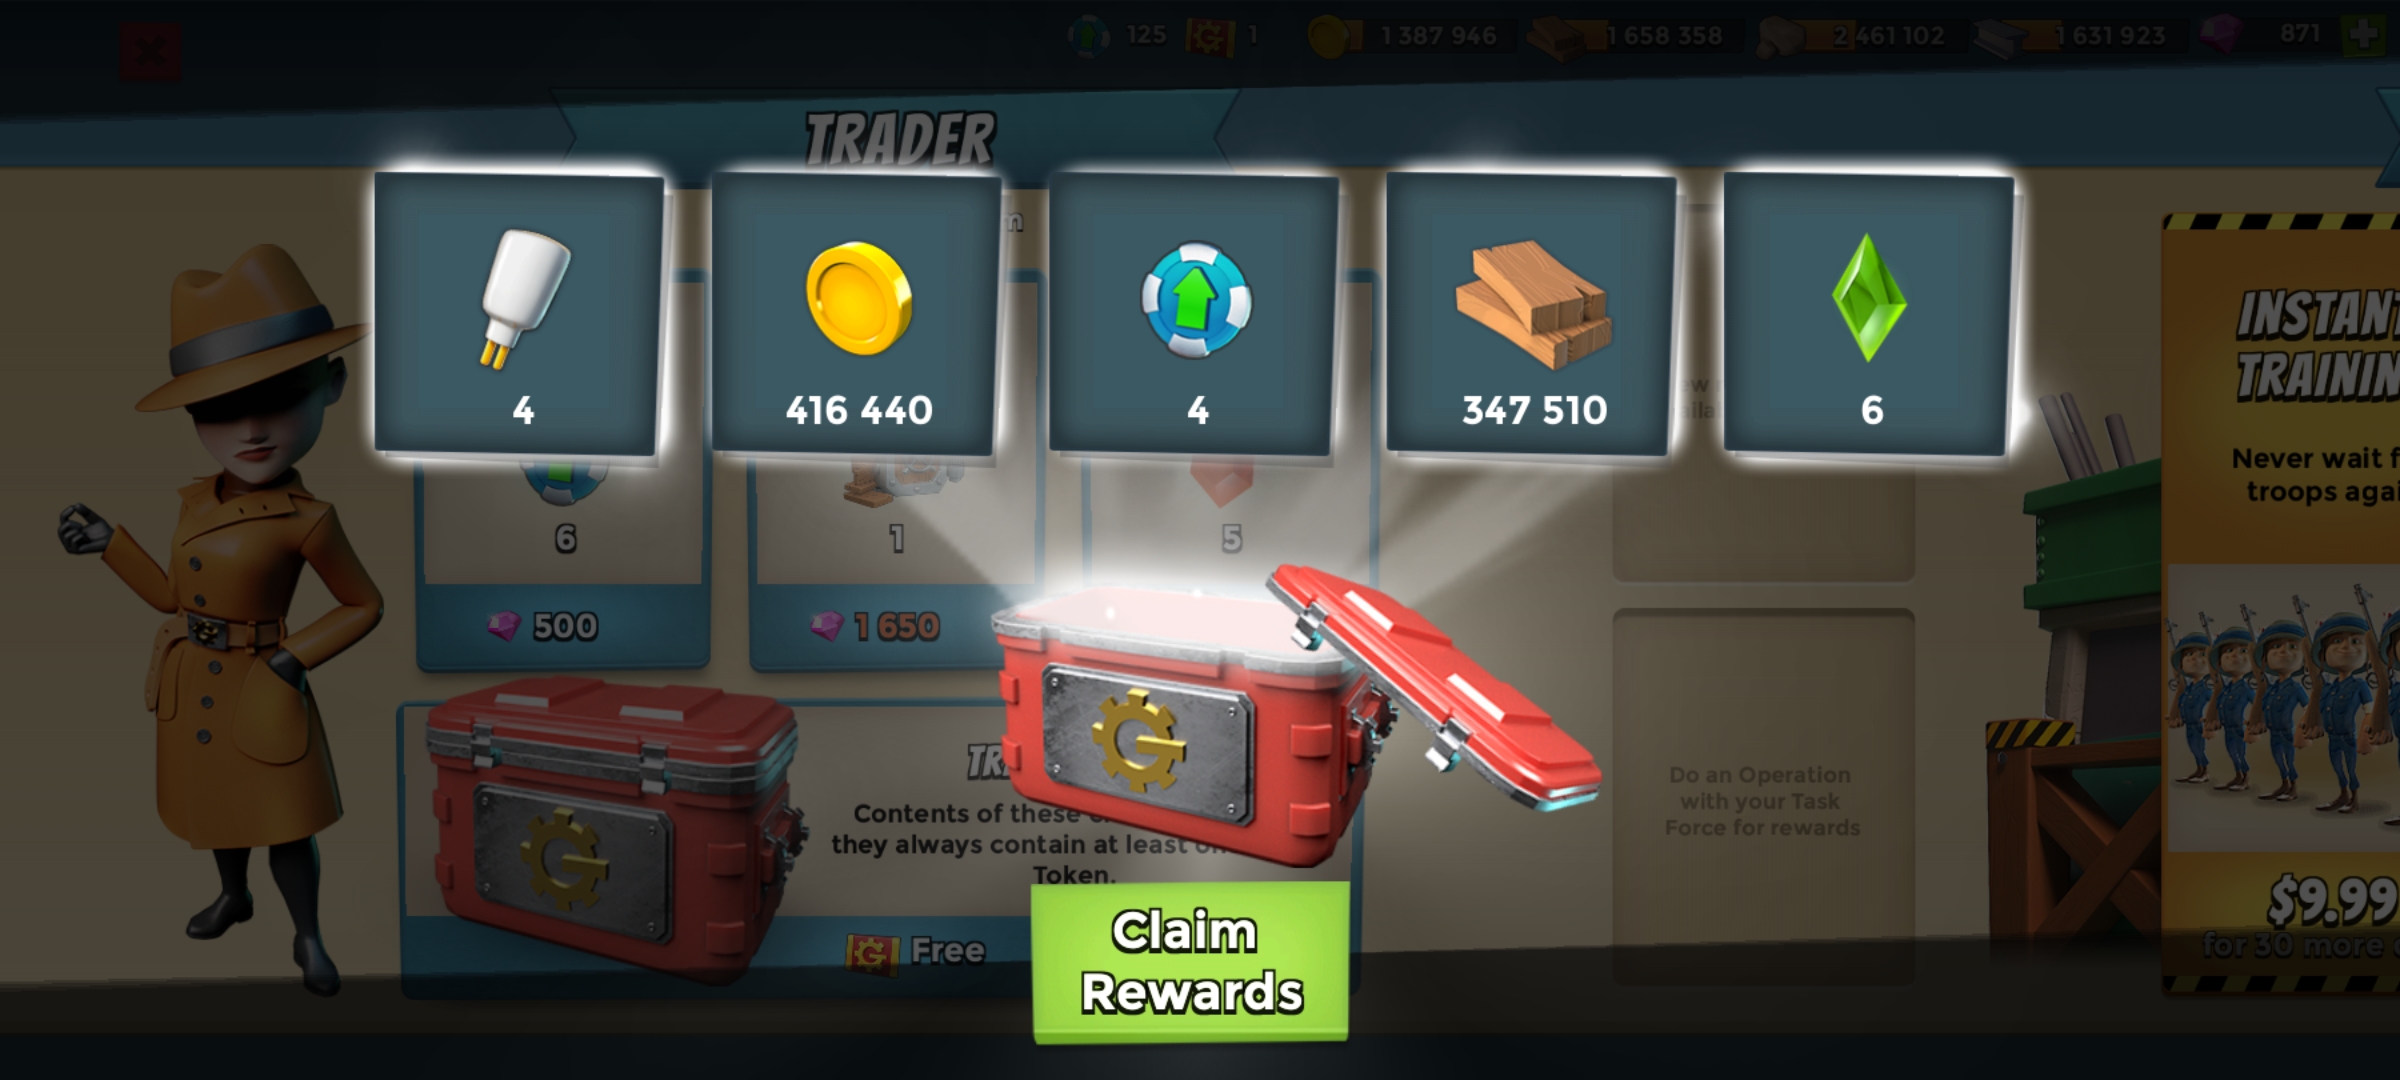 125 1 1 387 946 1 658 358 2 461 102 1 631 923 871
TRADER
4
416 440
4
347 510
6
6
1
5
500
1 650
INSTANT
TRAININ
Never wait f
troops agai
Contents of these
they always contain at least
Token.
Free
Do an Operation
with your Task
Force for rewards
$9.99
for 30 more
Claim
Rewards